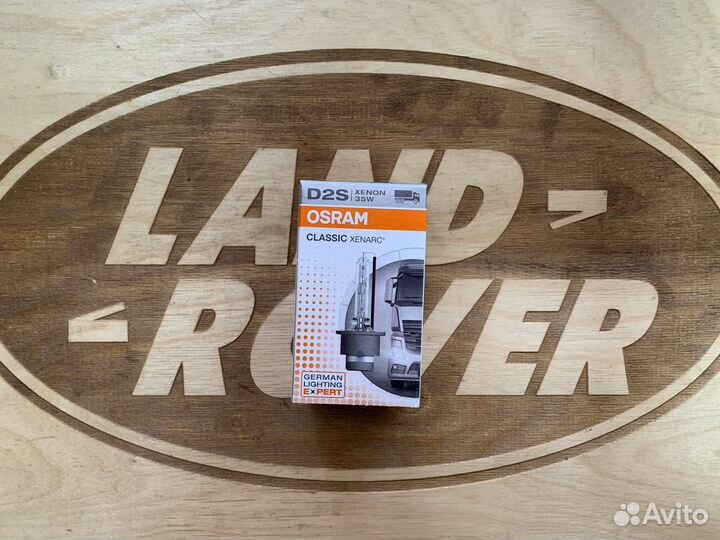 LAND
ROVER
D2S XENON 35W
OSRAM
CLASSIC XENARC®
GERMAN
LIGHTING
EXPERT
Avito